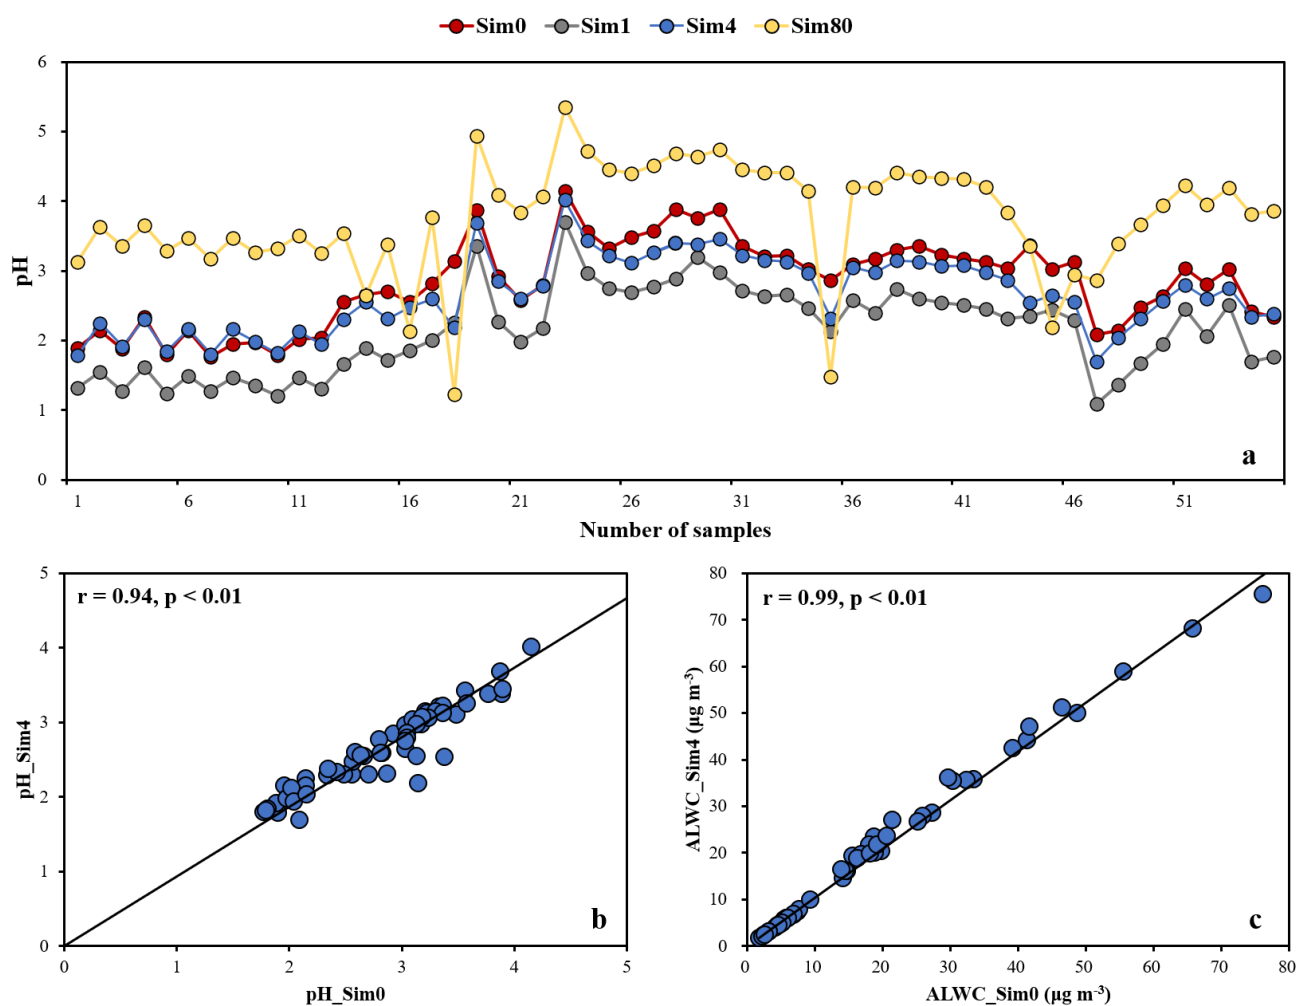 Sim0 Sim1 Sim4 Sim80
6
5
4
3
2
1
0
pH
1 6 11 16 21 26 31 36 41 46 51
Number of samples
a
r = 0.94, p < 0.01
5
4
3
2
1
0
pH_Sim4
0 1 2 3 4 5
pH_Sim0
b
r = 0.99, p < 0.01
80
70
60
50
40
30
20
10
0
ALWC_Sim4 (µg m⁻³)
0 10 20 30 40 50 60 70 80
ALWC_Sim0 (µg m⁻³)
c